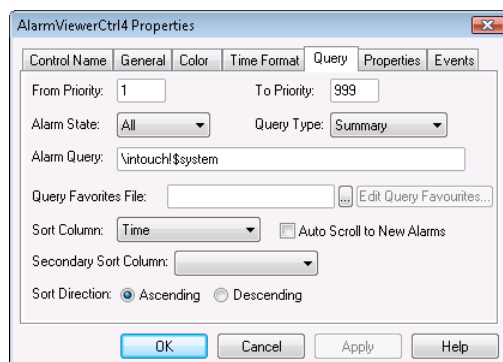 AlarmViewerCtrl4 Properties
Control Name General Color Time Format Query Properties Events
From Priority: 1 To Priority: 999
Alarm State: All Query Type: Summary
Alarm Query: \intouch!$system
Query Favorites File: ... Edit Query Favourites...
Sort Column: Time Auto Scroll to New Alarms
Secondary Sort Column:
Sort Direction: Ascending Descending
OK Cancel Apply Help